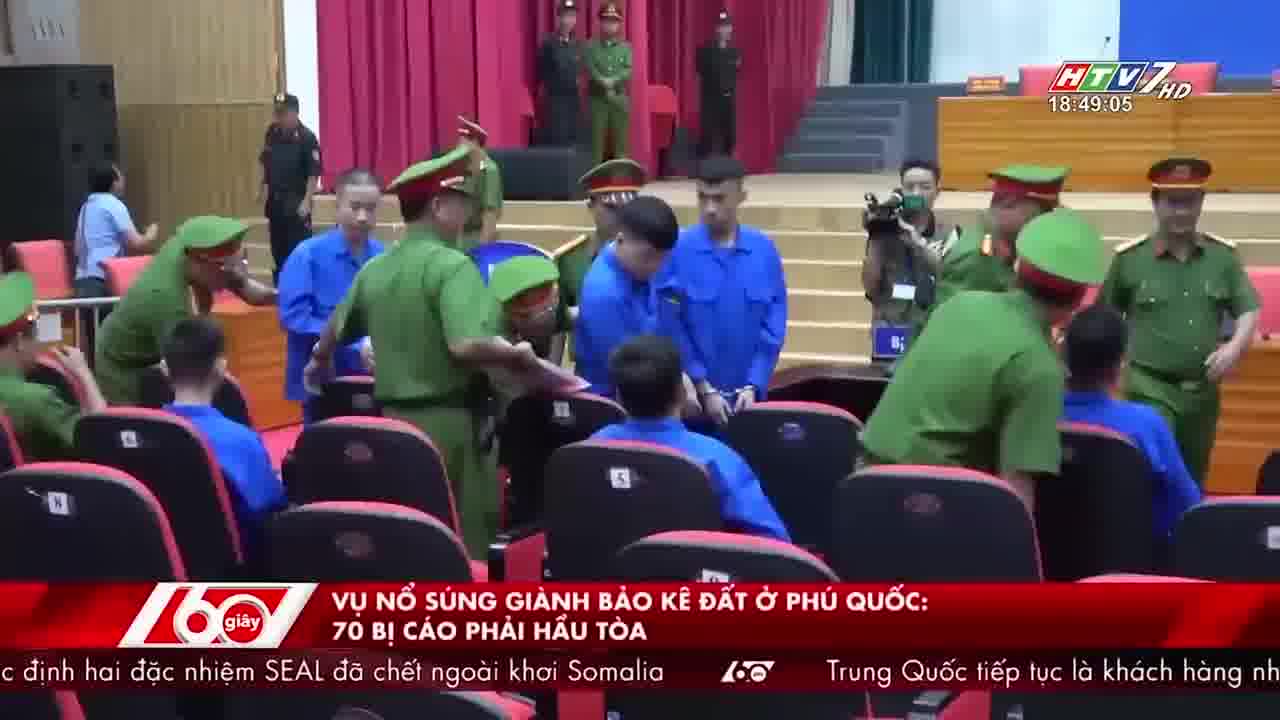 HTV7 HD
18:49:05
60 giây
VỤ NỔ SÚNG GIÀNH BẢO KÊ ĐẤT Ở PHÚ QUỐC:
70 BỊ CÁO PHẢI HẦU TÒA
c định hai đặc nhiệm SEAL đã chết ngoài khơi Somalia
60 giây
Trung Quốc tiếp tục là khách hàng nh